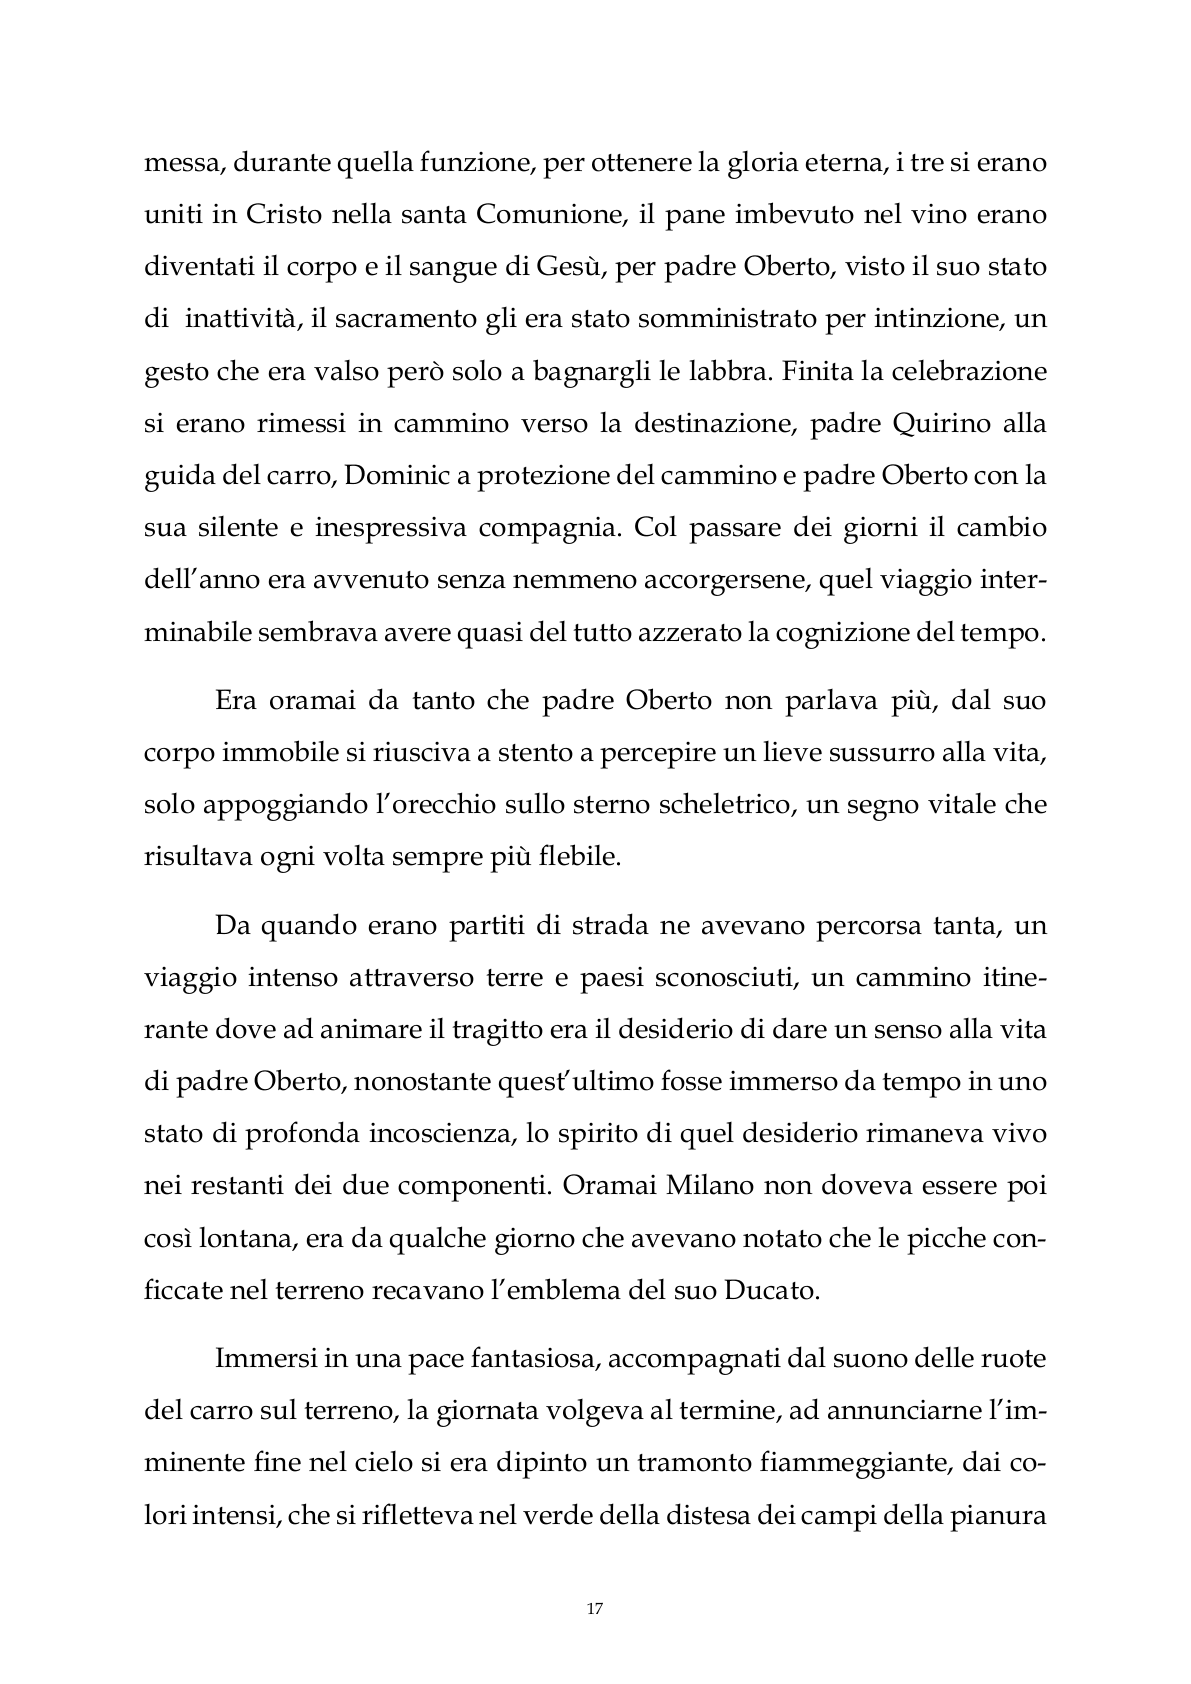 messa, durante quella funzione, per ottenere la gloria eterna, i tre si erano
uniti in Cristo nella santa Comunione, il pane imbevuto nel vino erano
diventati il corpo e il sangue di Gesù, per padre Oberto, visto il suo stato
di  inattività, il sacramento gli era stato somministrato per intinzione, un
gesto che era valso però solo a bagnargli le labbra. Finita la celebrazione
si erano rimessi in cammino verso la destinazione, padre Quirino alla
guida del carro, Dominic a protezione del cammino e padre Oberto con la
sua silente e inespressiva compagnia. Col passare dei giorni il cambio
dell’anno era avvenuto senza nemmeno accorgersene, quel viaggio inter-
minabile sembrava avere quasi del tutto azzerato la cognizione del tempo.
Era oramai da tanto che padre Oberto non parlava più, dal suo
corpo immobile si riusciva a stento a percepire un lieve sussurro alla vita,
solo appoggiando l’orecchio sullo sterno scheletrico, un segno vitale che
risultava ogni volta sempre più flebile.
Da quando erano partiti di strada ne avevano percorsa tanta, un
viaggio intenso attraverso terre e paesi sconosciuti, un cammino itine-
rante dove ad animare il tragitto era il desiderio di dare un senso alla vita
di padre Oberto, nonostante quest’ultimo fosse immerso da tempo in uno
stato di profonda incoscienza, lo spirito di quel desiderio rimaneva vivo
nei restanti dei due componenti. Oramai Milano non doveva essere poi
così lontana, era da qualche giorno che avevano notato che le picche con-
ficcate nel terreno recavano l’emblema del suo Ducato.
Immersi in una pace fantasiosa, accompagnati dal suono delle ruote
del carro sul terreno, la giornata volgeva al termine, ad annunciarne l’im-
minente fine nel cielo si era dipinto un tramonto fiammeggiante, dai co-
lori intensi, che si rifletteva nel verde della distesa dei campi della pianura
17